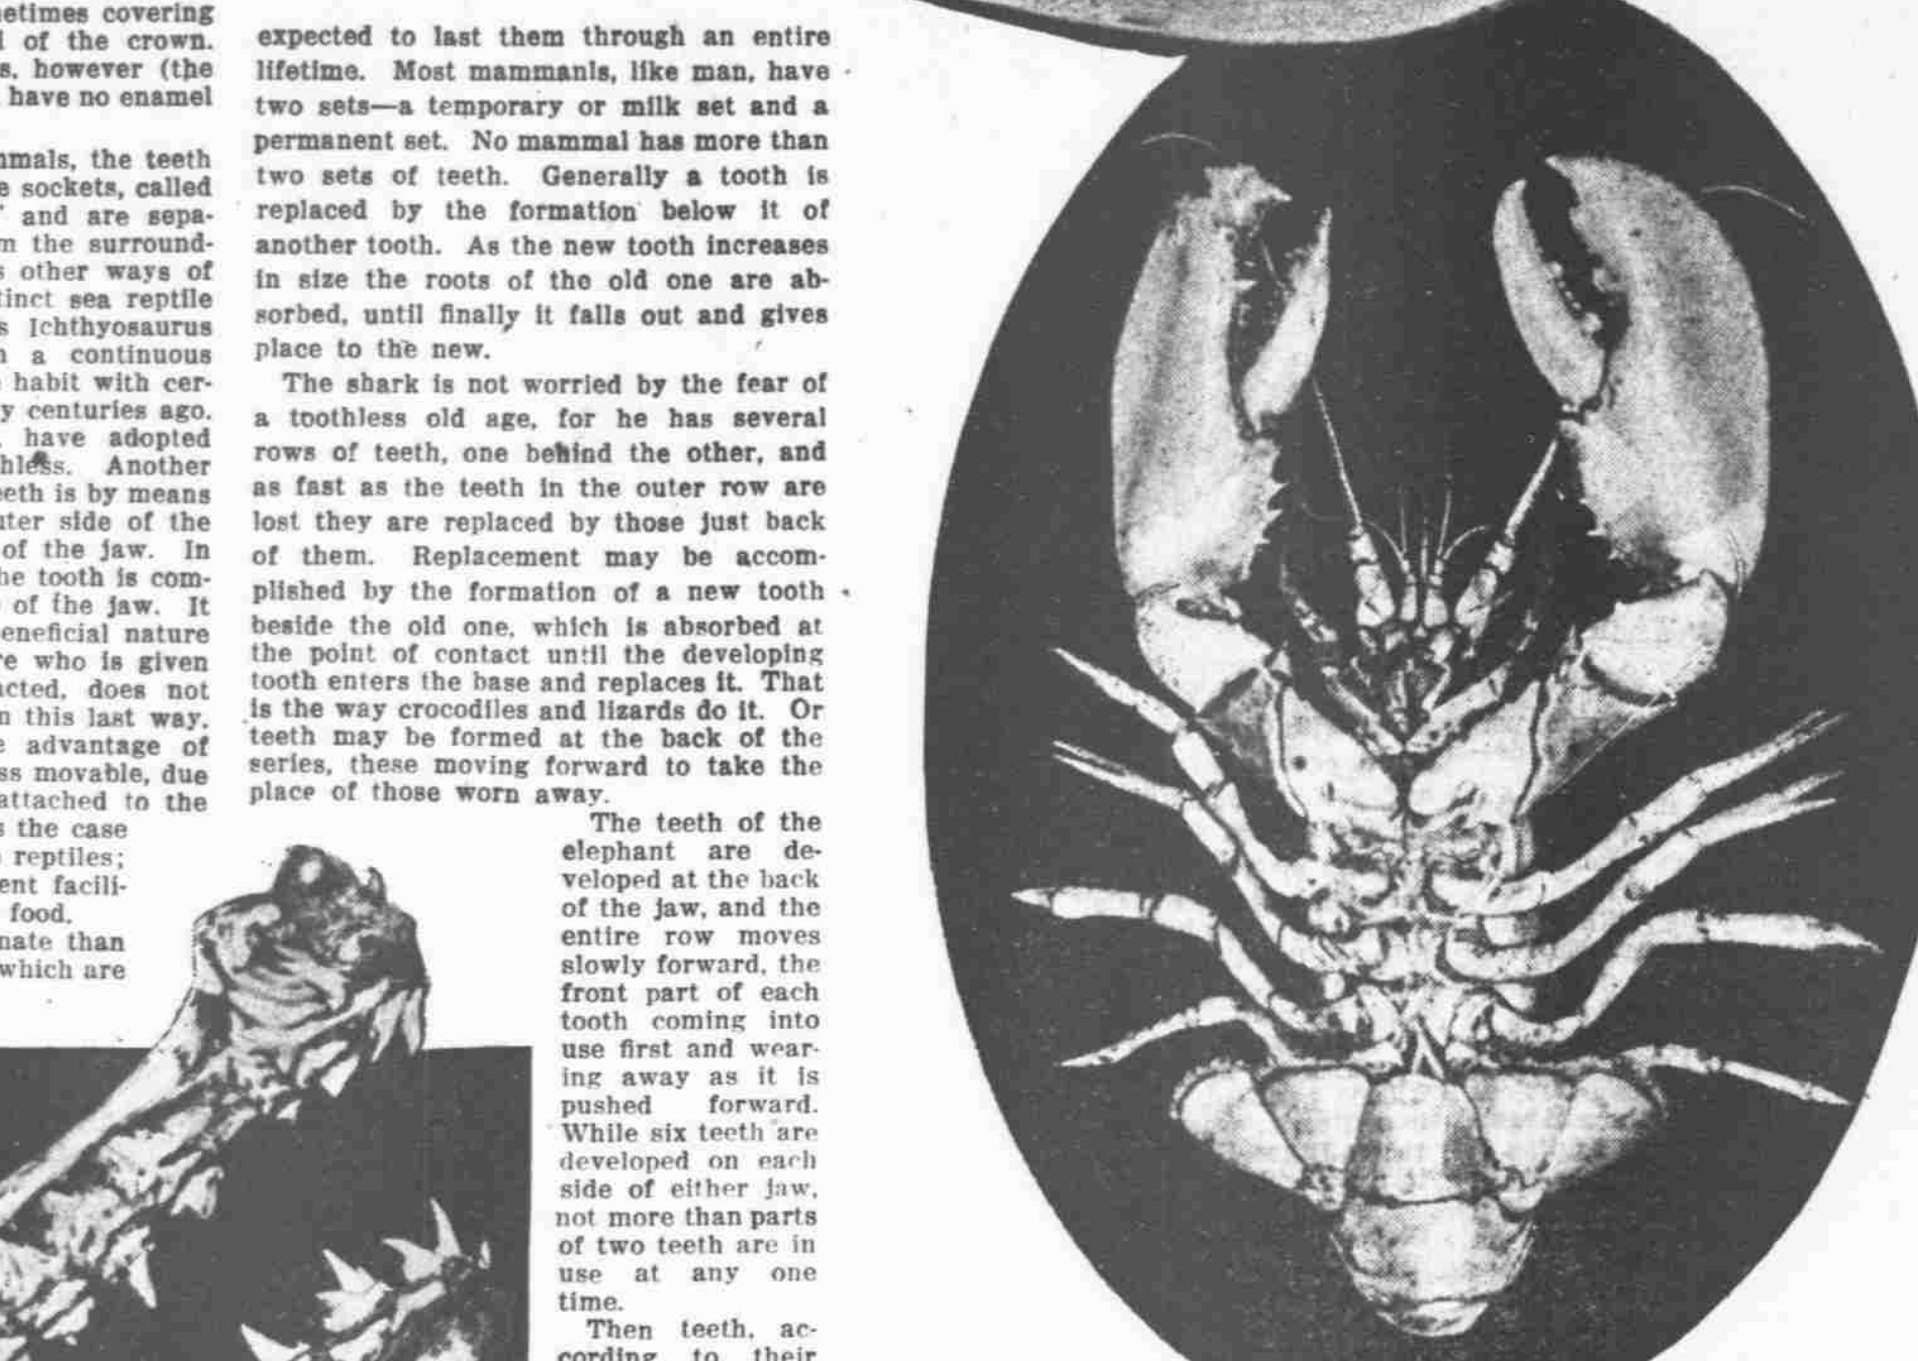 etimes covering
of the crown.
s, however (the
have no enamel
mals, the teeth
e sockets, called
and are sepa-
m the surround-
s other ways of
tinct sea reptile
s Ichthyosaurus
a continuous
habit with cer-
y centuries ago.
have adopted
hless. Another
eeth is by means
uter side of the
of the jaw. In
he tooth is com-
of the jaw. It
eneficial nature
re who is given
acted, does not
n this last way.
e advantage of
ss movable, due
attached to the
s the case
reptiles;
ent facili-
food.
nate than
which are
expected to last them through an entire
lifetime. Most mammanls, like man, have
two sets—a temporary or milk set and a
permanent set. No mammal has more than
two sets of teeth. Generally a tooth is
replaced by the formation below it of
another tooth. As the new tooth increases
in size the roots of the old one are ab-
sorbed, until finally it falls out and gives
place to the new.
The shark is not worried by the fear of
a toothless old age, for he has several
rows of teeth, one behind the other, and
as fast as the teeth in the outer row are
lost they are replaced by those just back
of them. Replacement may be accom-
plished by the formation of a new tooth
beside the old one, which is absorbed at
the point of contact until the developing
tooth enters the base and replaces it. That
is the way crocodiles and lizards do it. Or
teeth may be formed at the back of the
series, these moving forward to take the
place of those worn away.
The teeth of the
elephant are de-
veloped at the back
of the jaw, and the
entire row moves
slowly forward, the
front part of each
tooth coming into
use first and wear-
ing away as it is
pushed forward.
While six teeth are
developed on each
side of either jaw,
not more than parts
of two teeth are in
use at any one
time.
Then teeth, ac-
cording to their